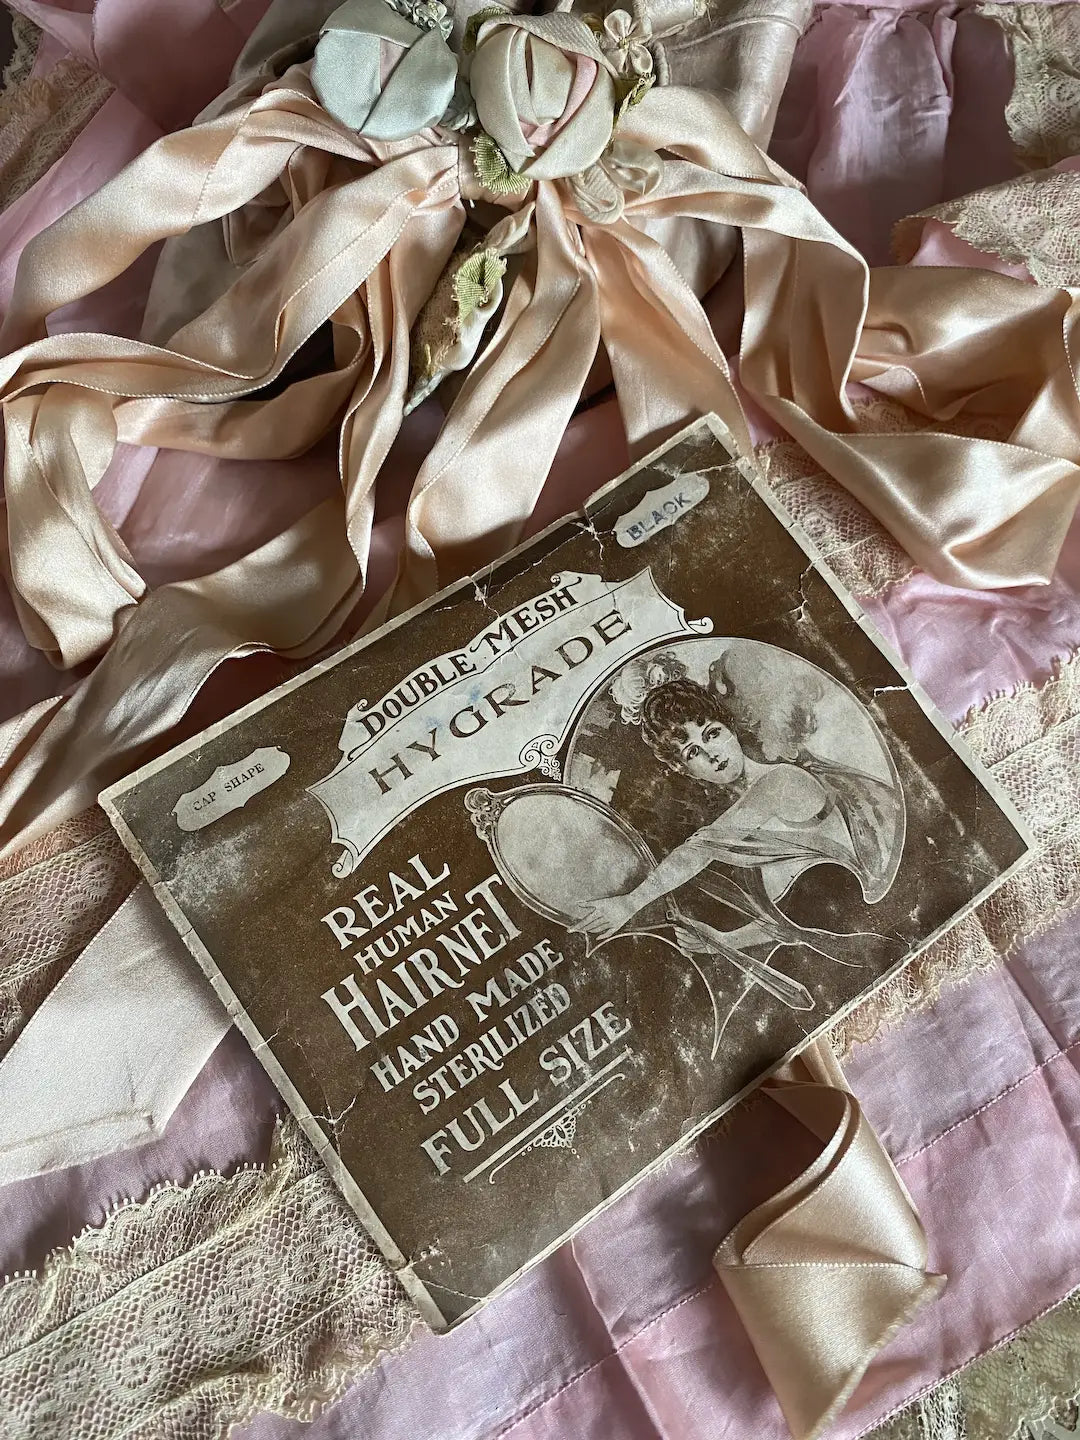 BLACK
DOUBLE MESH
HYGRADE
CAP SHAPE
REAL
HUMAN
HAIRNET
HAND MADE
STERILIZED
FULL SIZE